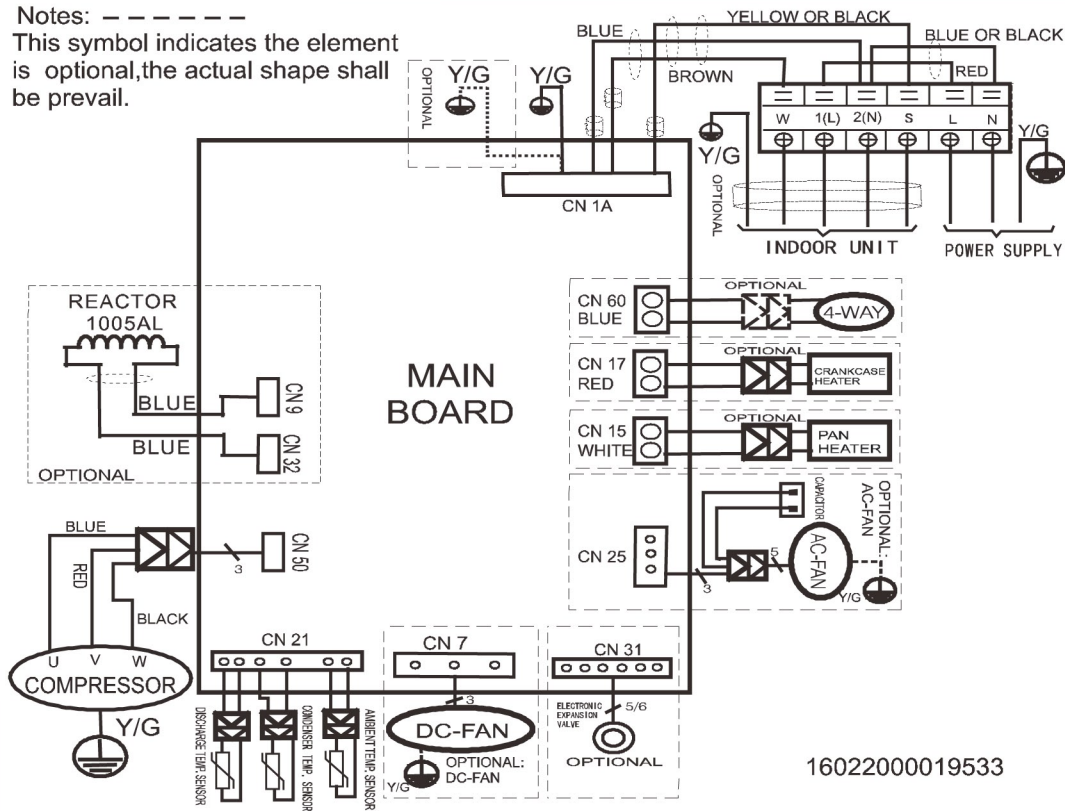 Notes: — — — — — —
This symbol indicates the element
is optional,the actual shape shall
be prevail.
OPTIONAL
Y/G
Y/G
BLUE
YELLOW OR BLACK
BROWN
BLUE OR BLACK
RED
W 1(L) 2(N) S L N
Y/G
Y/G
OPTIONAL
INDOOR UNIT
POWER SUPPLY
CN 1A
REACTOR
1005AL
BLUE
BLUE
CN 9
CN 32
OPTIONAL
MAIN
BOARD
CN 60
BLUE
OPTIONAL
4-WAY
CN 17
RED
OPTIONAL
CRANKCASE
HEATER
CN 15
WHITE
OPTIONAL
PAN
HEATER
CN 25
3
CAPACITOR
5
AC-FAN
OPTIONAL:
AC-FAN
Y/G
BLUE
RED
BLACK
3
CN 50
U V W
COMPRESSOR
Y/G
CN 21
DISCHARGE TEMP. SENSOR
CONDENSER TEMP. SENSOR
AMBIENT TEMP. SENSOR
CN 7
3
DC-FAN
OPTIONAL:
DC-FAN
Y/G
CN 31
ELECTRONIC
EXPANSION
VALVE
5/6
OPTIONAL
16022000019533